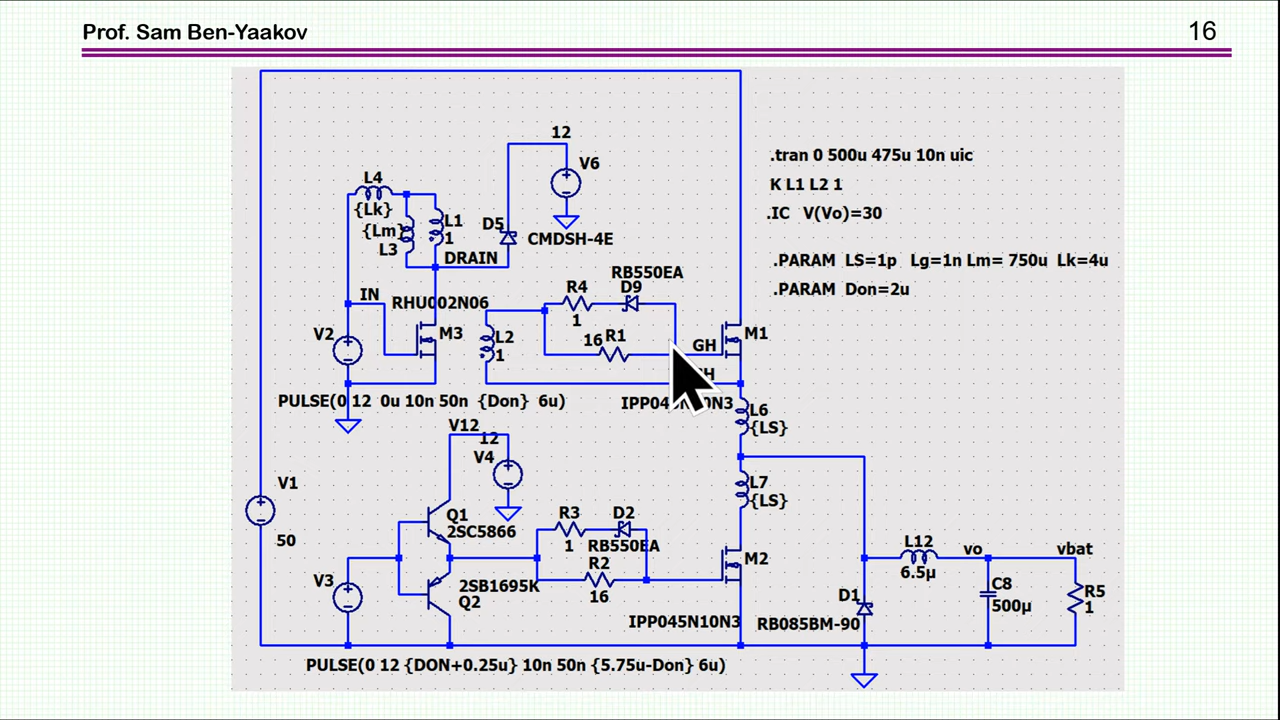 Prof. Sam Ben-Yaakov
16
12
V6
.tran 0 500u 475u 10n uic
K L1 L2 1
.IC V(Vo)=30
.PARAM LS=1p Lg=1n Lm= 750u Lk=4u
.PARAM Don=2u
L4
{Lk}
{Lm}
L3
L1
1
D5
CMDSH-4E
DRAIN
RB550EA
D9
R4
1
IN
RHU002N06
V2
M3
L2
1
16
R1
GH
M1
PULSE(0 12 0u 10n 50n {Don} 6u)
L6
{LS}
V12
12
V4
L7
{LS}
V1
50
Q1
2SC5866
R3
1
D2
RB550EA
R2
16
M2
IPP045N10N3
V3
2SB1695K
Q2
L12
6.5µ
vo
vbat
D1
RB085BM-90
C8
500µ
R5
1
PULSE(0 12 {DON+0.25u} 10n 50n {5.75u-Don} 6u)